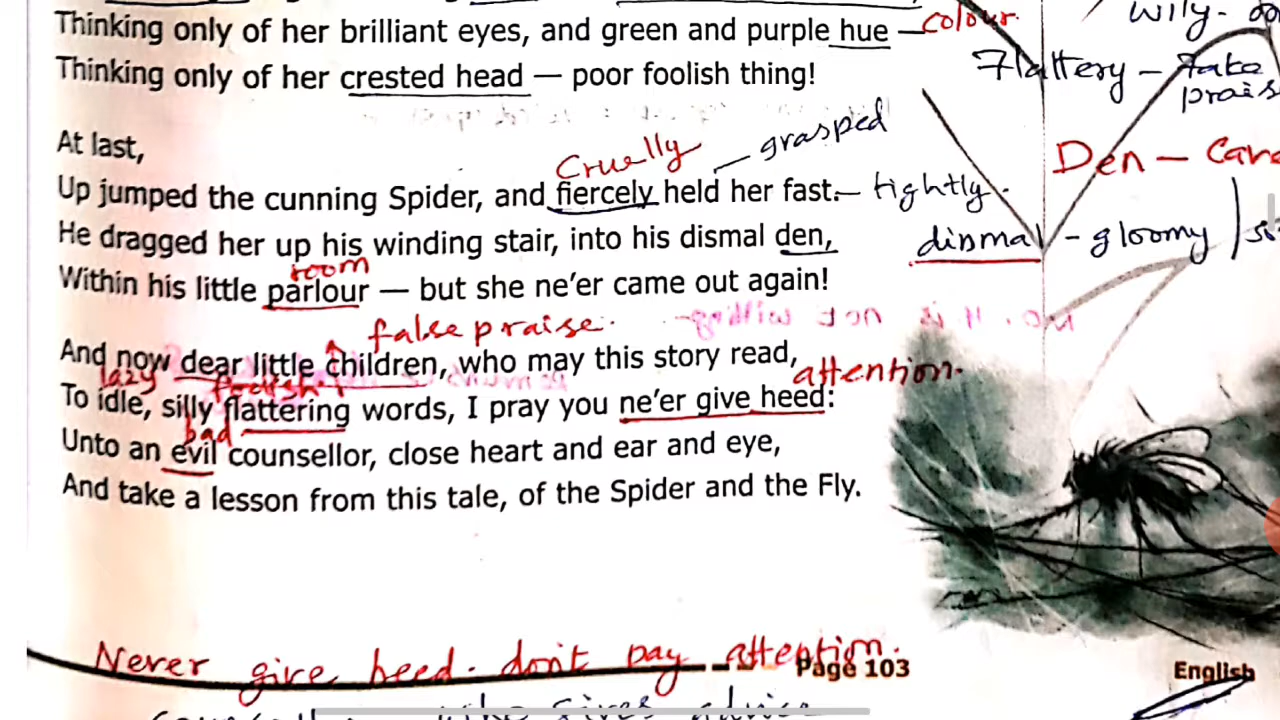 Thinking only of her brilliant eyes, and green and purple hue — colour.
Thinking only of her crested head — poor foolish thing!
wily -
Flattery - fake
praise
At last,
Cruelly — grasped
Up jumped the cunning Spider, and fiercely held her fast. — tightly.
Den -
He dragged her up his winding stair, into his dismal den,
dismal - gloomy
room
Within his little parlour — but she ne'er came out again!
false praise.
And now dear little children, who may this story read,
lazy foolish attention.
To idle, silly flattering words, I pray you ne'er give heed:
bad
Unto an evil counsellor, close heart and ear and eye,
And take a lesson from this tale, of the Spider and the Fly.
Never give heed. don't pay attention.
Page 103
English
who gives advice